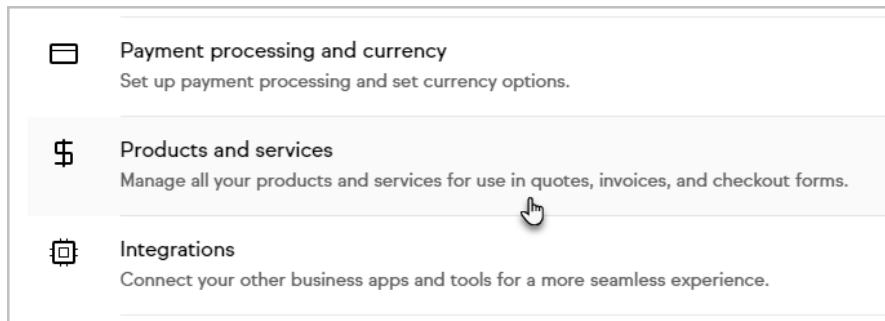 Payment processing and currency
Set up payment processing and set currency options.
Products and services
Manage all your products and services for use in quotes, invoices, and checkout forms.
Integrations
Connect your other business apps and tools for a more seamless experience.